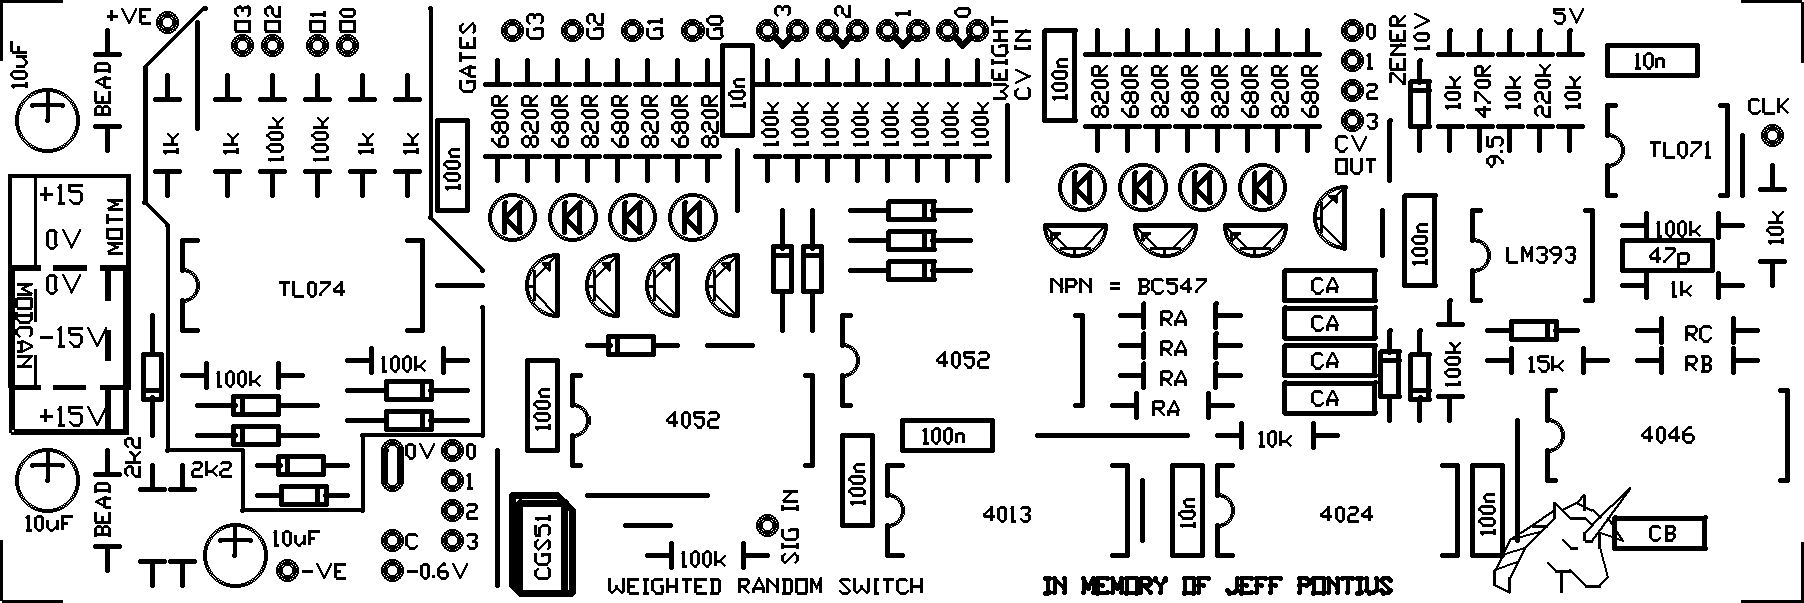 +VE
O3
O2
O1
O0
10uF
BEAD
1k
1k
100k
100k
1k
1k
GATES
G3
G2
G1
G0
100n
680R
820R
680R
820R
680R
820R
680R
820R
10n
3
2
1
0
WEIGHT
CV IN
100k
100k
100k
100k
100k
100k
100k
100k
100n
820R
680R
820R
680R
820R
680R
820R
680R
0
1
2
3
CV
OUT
ZENER
10V
5V
10k
470R
10k
220k
10k
9.5
10n
CLK
TL071
10k
+15
0V
0V
-15V
+15V
MOTM
MODCAN
TL074
100k
100k
NPN = BC547
CA
CA
CA
CA
RA
RA
RA
RA
100n
LM393
100k
47p
1k
RC
RB
15k
100k
4052
4052
100n
100n
100n
10k
4046
2k2
2k2
10uF
BEAD
10uF
-VE
0V
0
1
2
3
C
-0.6V
CGS51
100k
SIG IN
4013
10n
4024
100n
CB
WEIGHTED RANDOM SWITCH
IN MEMORY OF JEFF PONTIUS